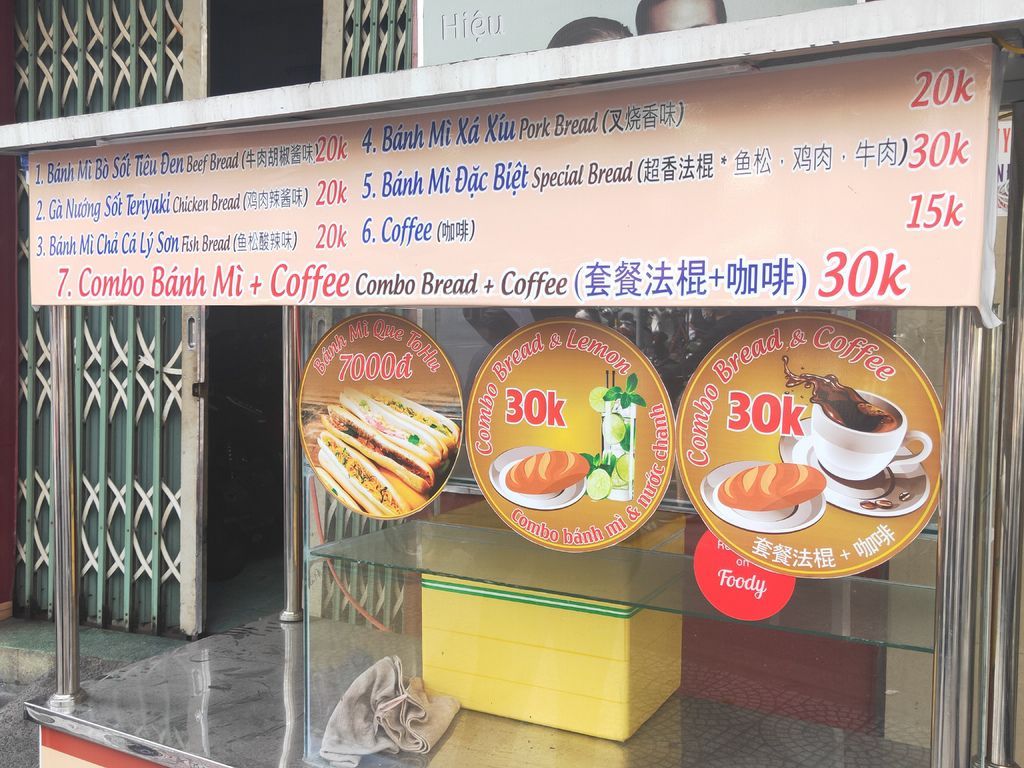 Hiệu
1. Bánh Mì Bò Sốt Tiêu Đen Beef Bread (牛肉胡椒酱味) 20k
2. Gà Nướng Sốt Teriyaki Chicken Bread (鸡肉辣酱味) 20k
3. Bánh Mì Chả Cá Lý Sơn Fish Bread (鱼松酸辣味) 20k
4. Bánh Mì Xá Xíu Pork Bread (叉烧香味) 20k
5. Bánh Mì Đặc Biệt Special Bread (超香法棍 * 鱼松，鸡肉，牛肉) 30k
6. Coffee (咖啡) 15k
7. Combo Bánh Mì + Coffee Combo Bread + Coffee (套餐法棍+咖啡) 30k
Bánh Mì Que ToHu
7000đ
Combo Bread & Lemon
30k
Combo bánh mì & nước chanh
Combo Bread & Coffee
30k
套餐法棍 + 咖啡
on
Foody